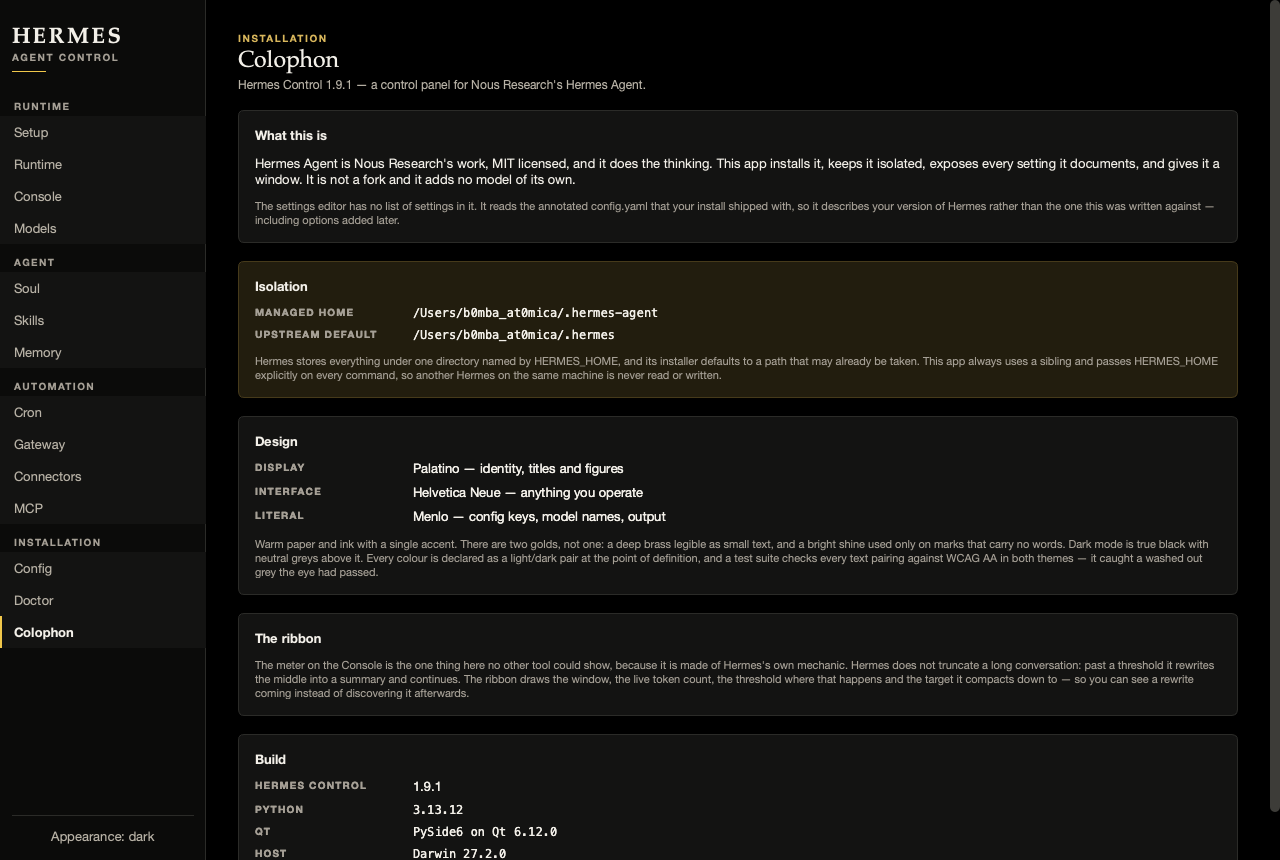 HERMES
AGENT CONTROL
RUNTIME
Setup
Runtime
Console
Models
AGENT
Soul
Skills
Memory
AUTOMATION
Cron
Gateway
Connectors
MCP
INSTALLATION
Config
Doctor
Colophon
Appearance: dark
INSTALLATION
Colophon
Hermes Control 1.9.1 — a control panel for Nous Research's Hermes Agent.
What this is
Hermes Agent is Nous Research's work, MIT licensed, and it does the thinking. This app installs it, keeps it isolated, exposes every setting it documents, and gives it a
window. It is not a fork and it adds no model of its own.
The settings editor has no list of settings in it. It reads the annotated config.yaml that your install shipped with, so it describes your version of Hermes rather than the one this was written against —
including options added later.
Isolation
MANAGED HOME /Users/b0mba_at0mica/.hermes-agent
UPSTREAM DEFAULT /Users/b0mba_at0mica/.hermes
Hermes stores everything under one directory named by HERMES_HOME, and its installer defaults to a path that may already be taken. This app always uses a sibling and passes HERMES_HOME
explicitly on every command, so another Hermes on the same machine is never read or written.
Design
DISPLAY Palatino — identity, titles and figures
INTERFACE Helvetica Neue — anything you operate
LITERAL Menlo — config keys, model names, output
Warm paper and ink with a single accent. There are two golds, not one: a deep brass legible as small text, and a bright shine used only on marks that carry no words. Dark mode is true black with
neutral greys above it. Every colour is declared as a light/dark pair at the point of definition, and a test suite checks every text pairing against WCAG AA in both themes — it caught a washed out
grey the eye had passed.
The ribbon
The meter on the Console is the one thing here no other tool could show, because it is made of Hermes's own mechanic. Hermes does not truncate a long conversation: past a threshold it rewrites
the middle into a summary and continues. The ribbon draws the window, the live token count, the threshold where that happens and the target it compacts down to — so you can see a rewrite
coming instead of discovering it afterwards.
Build
HERMES CONTROL 1.9.1
PYTHON 3.13.12
QT PySide6 on Qt 6.12.0
HOST Darwin 27.2.0